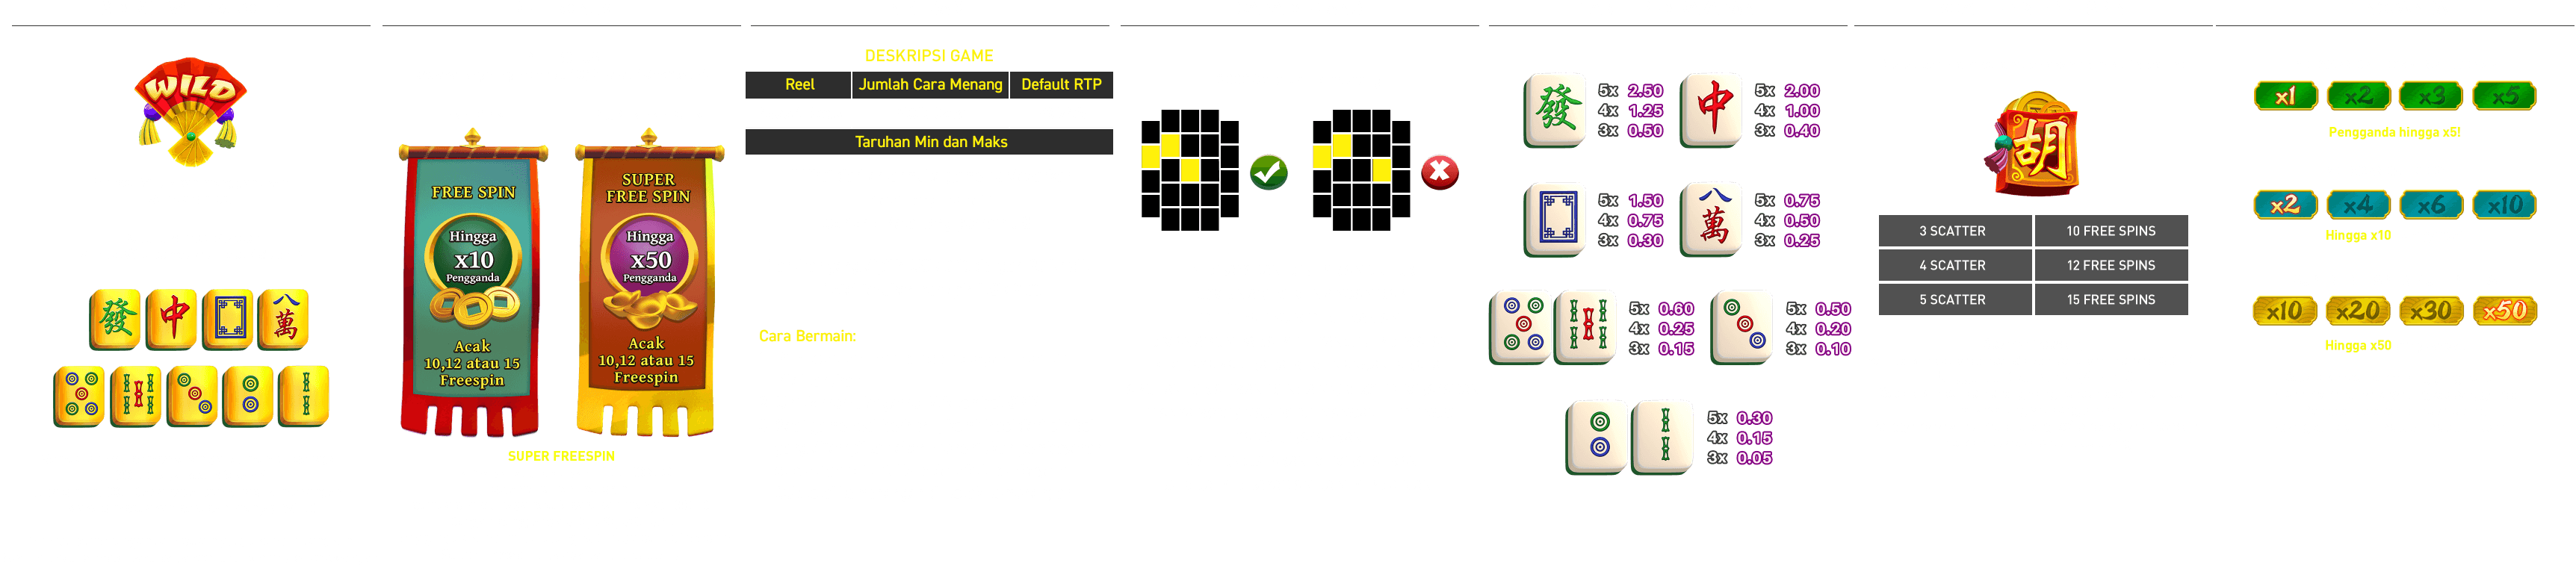 WILD
發 中 八
萬
FREE SPIN
Hingga
x10
Pengganda
Acak
10,12 atau 15
Freespin
SUPER
FREE SPIN
Hingga
x50
Pengganda
Acak
10,12 atau 15
Freespin
SUPER FREESPIN
DESKRIPSI GAME
Reel Jumlah Cara Menang Default RTP
Taruhan Min dan Maks
Cara Bermain:
發
5x 2.50
4x 1.25
3x 0.50
中
5x 2.00
4x 1.00
3x 0.40
5x 1.50
4x 0.75
3x 0.30
八
萬
5x 0.75
4x 0.50
3x 0.25
5x 0.60
4x 0.25
3x 0.15
5x 0.50
4x 0.20
3x 0.10
5x 0.30
4x 0.15
3x 0.05
胡
3 SCATTER 10 FREE SPINS
4 SCATTER 12 FREE SPINS
5 SCATTER 15 FREE SPINS
x1 x2 x3 x5
Pengganda hingga x5!
x2 x4 x6 x10
Hingga x10
x10 x20 x30 x50
Hingga x50